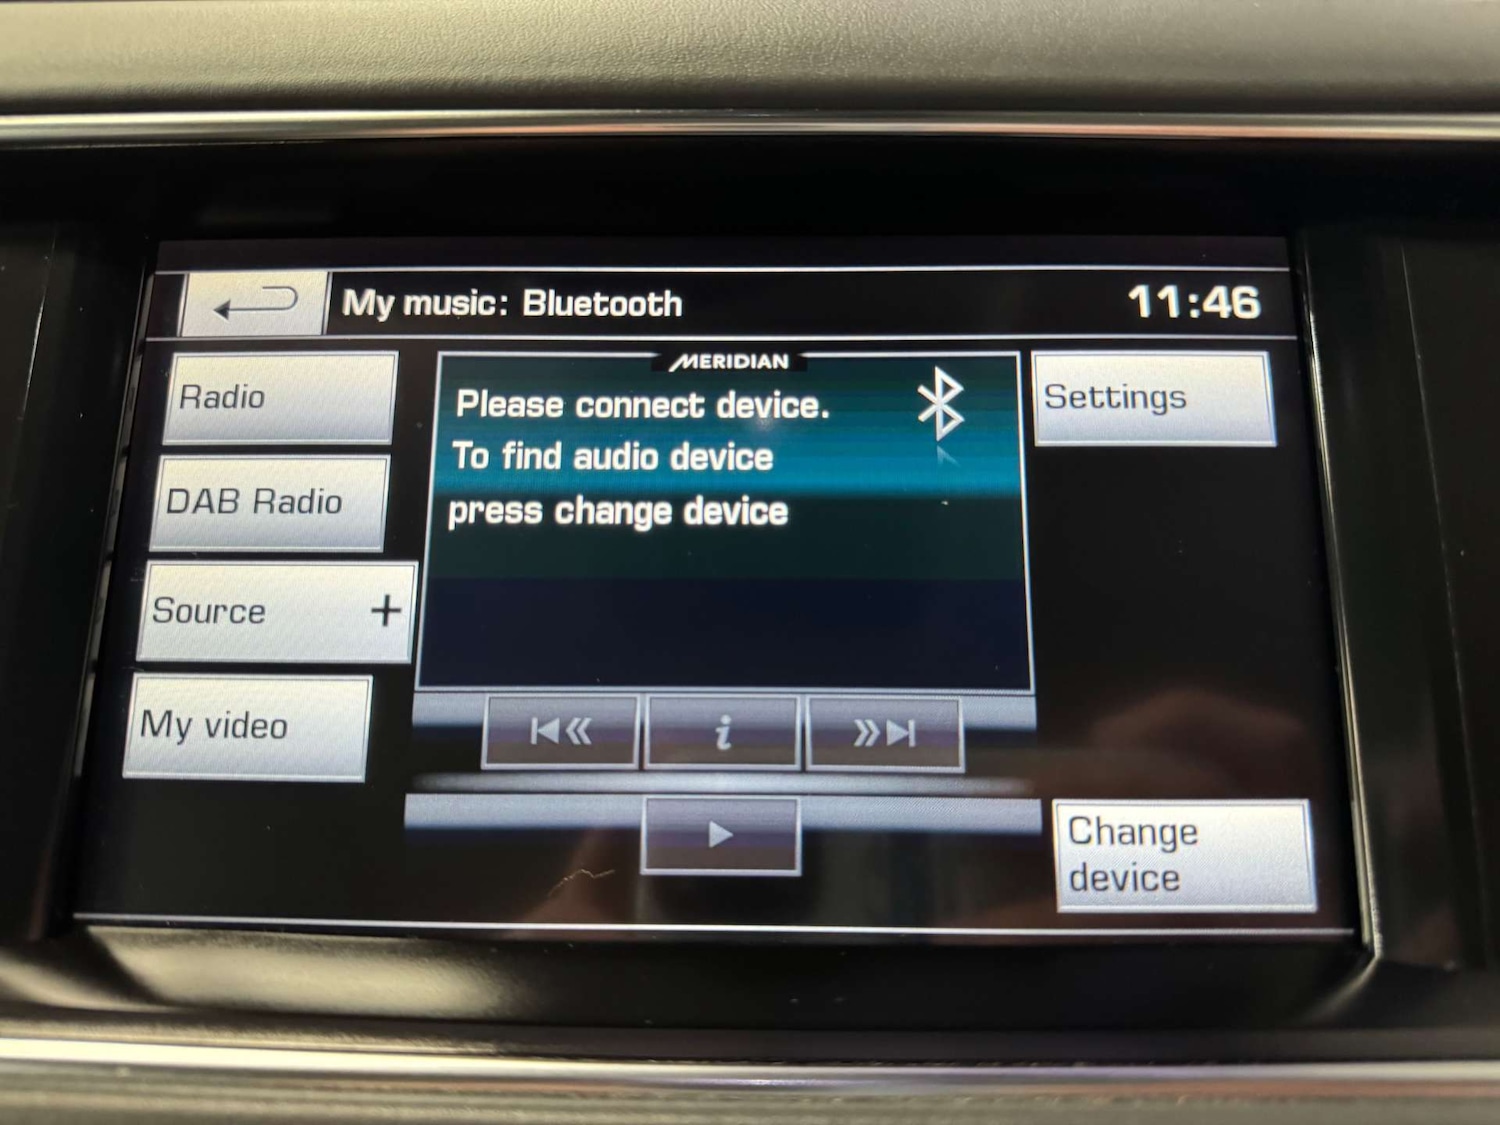 My music: Bluetooth
11:46
Radio
DAB Radio
Source +
My video
MERIDIAN
Please connect device.
To find audio device
press change device
i
Settings
Change
device